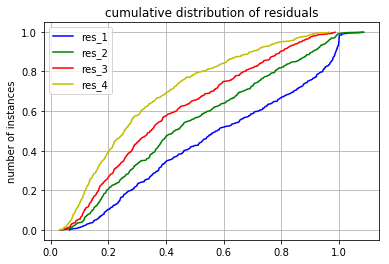 cumulative distribution of residuals
res_1
res_2
res_3
res_4
number of instances
1.0
0.8
0.6
0.4
0.2
0.0
0.0 0.2 0.4 0.6 0.8 1.0